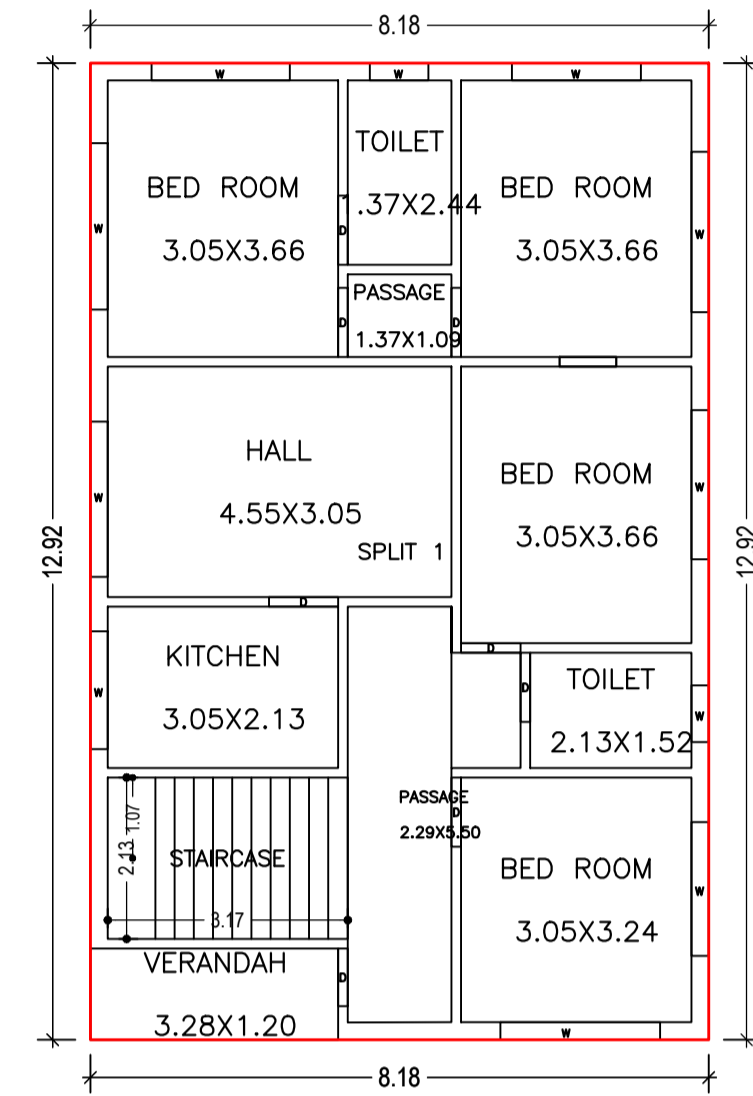 8.18
W
W
W
TOILET
1.37X2.44
BED ROOM
3.05X3.66
BED ROOM
3.05X3.66
W
D
W
PASSAGE
1.37X1.09
D
D
HALL
4.55X3.05
SPLIT 1
BED ROOM
3.05X3.66
W
W
12.92
12.92
D
KITCHEN
3.05X2.13
W
D
D
TOILET
2.13X1.52
W
PASSAGE
2.29X5.50
D
1.07
2.13
STAIRCASE
3.17
BED ROOM
3.05X3.24
W
VERANDAH
3.28X1.20
D
W
8.18